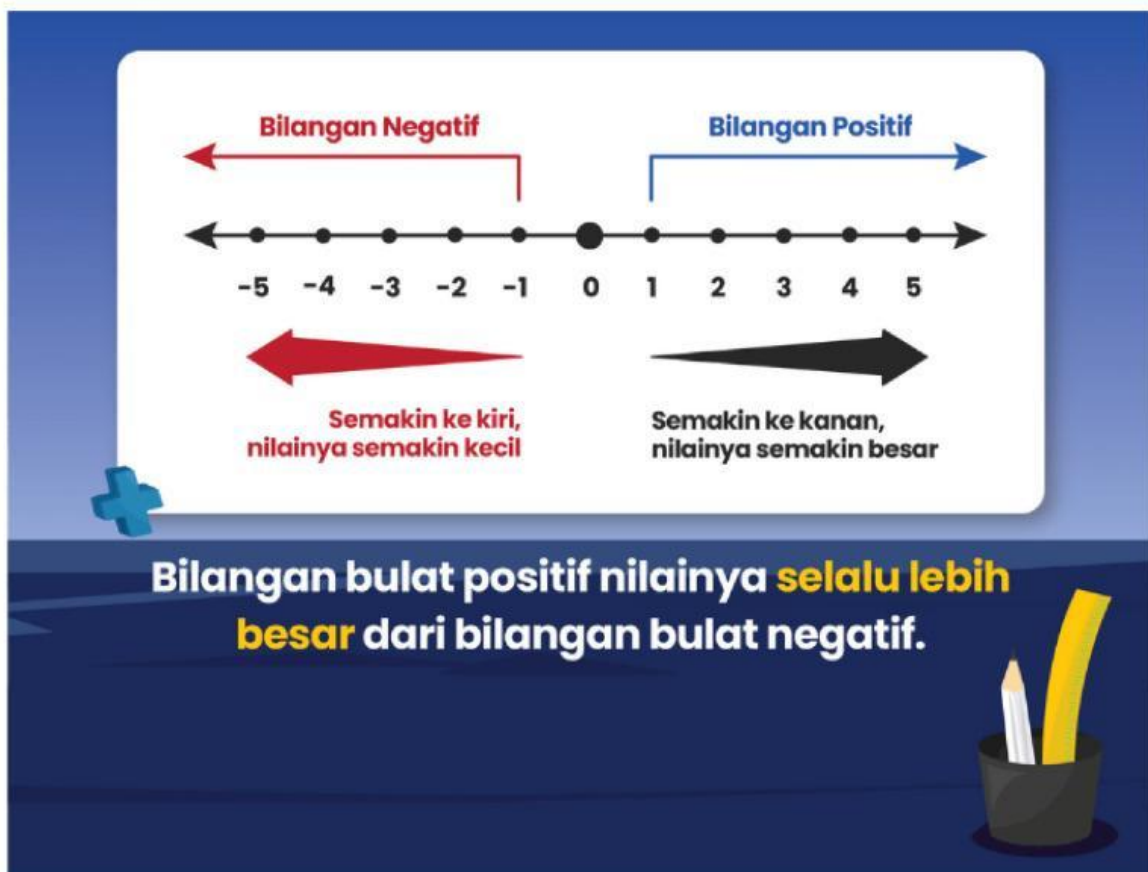 Bilangan Negatif
Bilangan Positif
-5 -4 -3 -2 -1 0 1 2 3 4 5
Semakin ke kiri,
nilainya semakin kecil
Semakin ke kanan,
nilainya semakin besar
Bilangan bulat positif nilainya selalu lebih
besar dari bilangan bulat negatif.